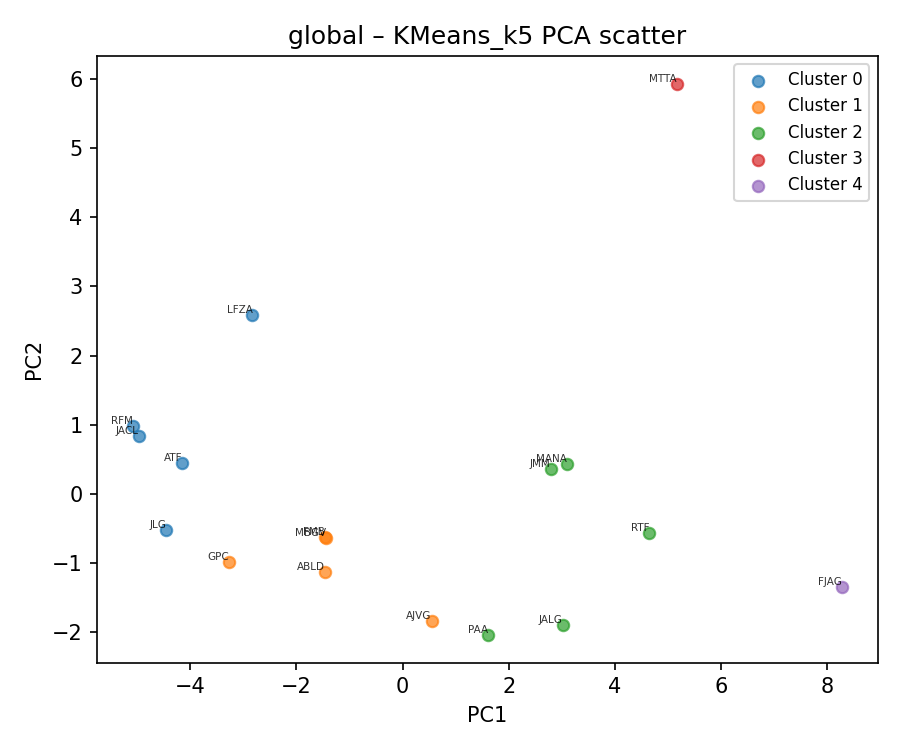 global – KMeans_k5 PCA scatter
Cluster 0
Cluster 1
Cluster 2
Cluster 3
Cluster 4
MTTA
LFZA
RFM
JACL
ATF
JLG
GPC
ABLD
AJVG
PAA
JALG
MANA
JMM
RTF
FJAG
PC2
6
5
4
3
2
1
0
−1
−2
−4
−2
0
2
4
6
8
PC1